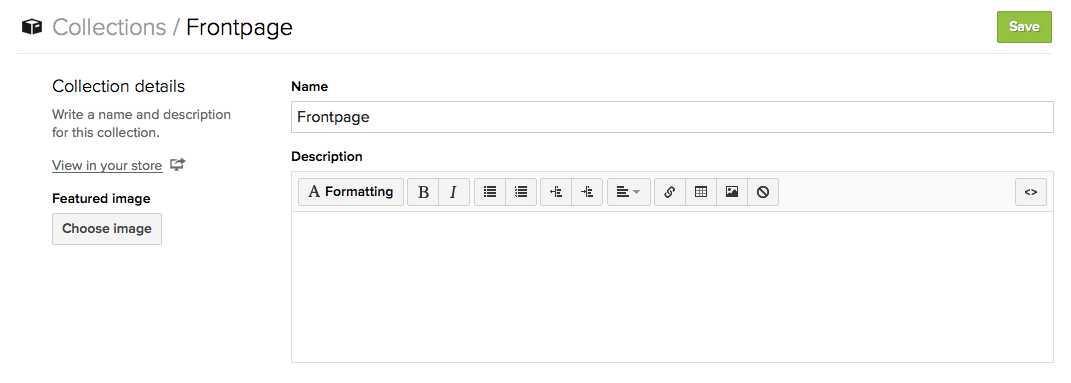 Collections / Frontpage
Save
Collection details
Write a name and description
for this collection.
View in your store
Featured image
Choose image
Name
Frontpage
Description
A Formatting
B I
<>